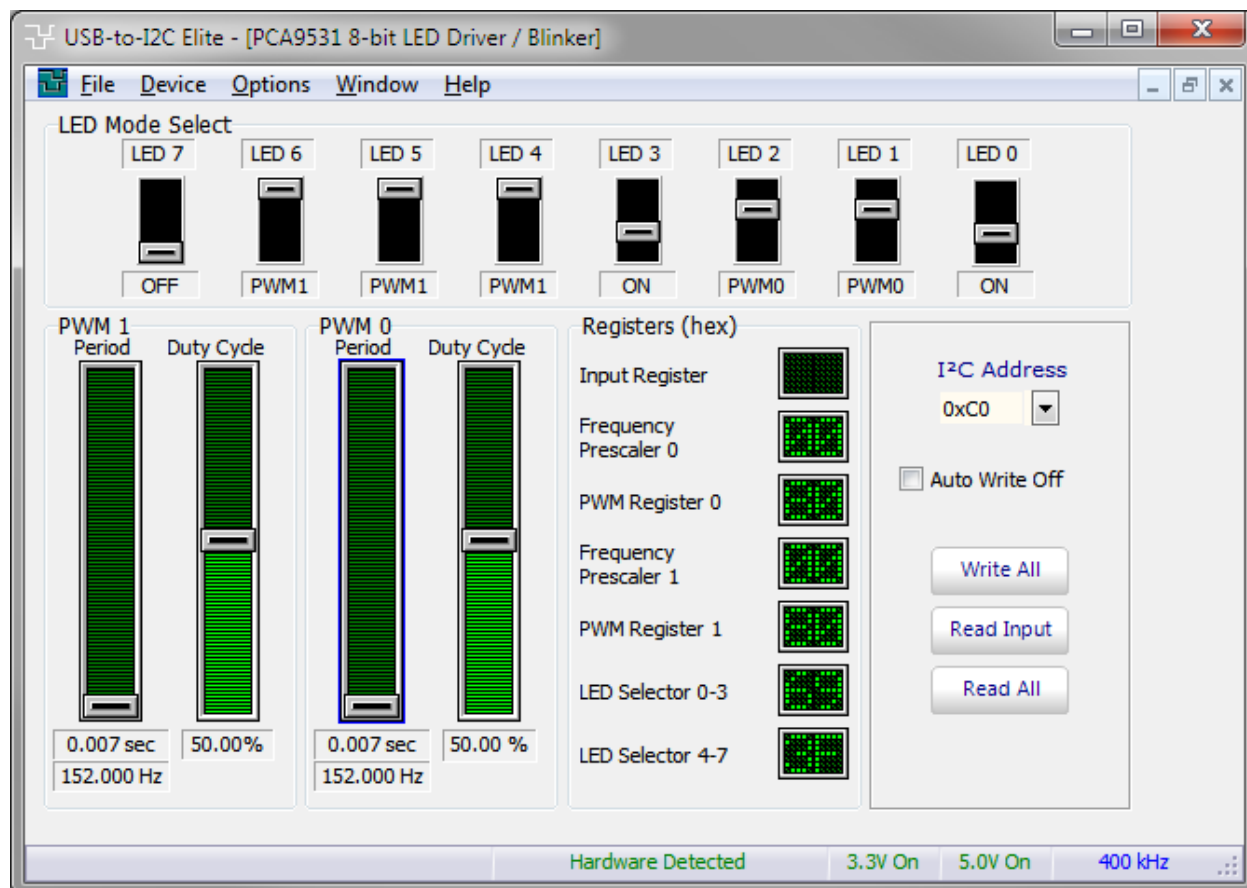 USB-to-I2C Elite - [PCA9531 8-bit LED Driver / Blinker]
File Device Options Window Help
LED Mode Select
LED 7 LED 6 LED 5 LED 4 LED 3 LED 2 LED 1 LED 0
OFF PWM1 PWM1 PWM1 ON PWM0 PWM0 ON
PWM 1
Period Duty Cycle
0.007 sec 50.00%
152.000 Hz
PWM 0
Period Duty Cycle
0.007 sec 50.00 %
152.000 Hz
Registers (hex)
Input Register
Frequency
Prescaler 0 00
PWM Register 0 80
Frequency
Prescaler 1 00
PWM Register 1 80
LED Selector 0-3 69
LED Selector 4-7 3F
I²C Address
0xC0
Auto Write Off
Write All
Read Input
Read All
Hardware Detected 3.3V On 5.0V On 400 kHz